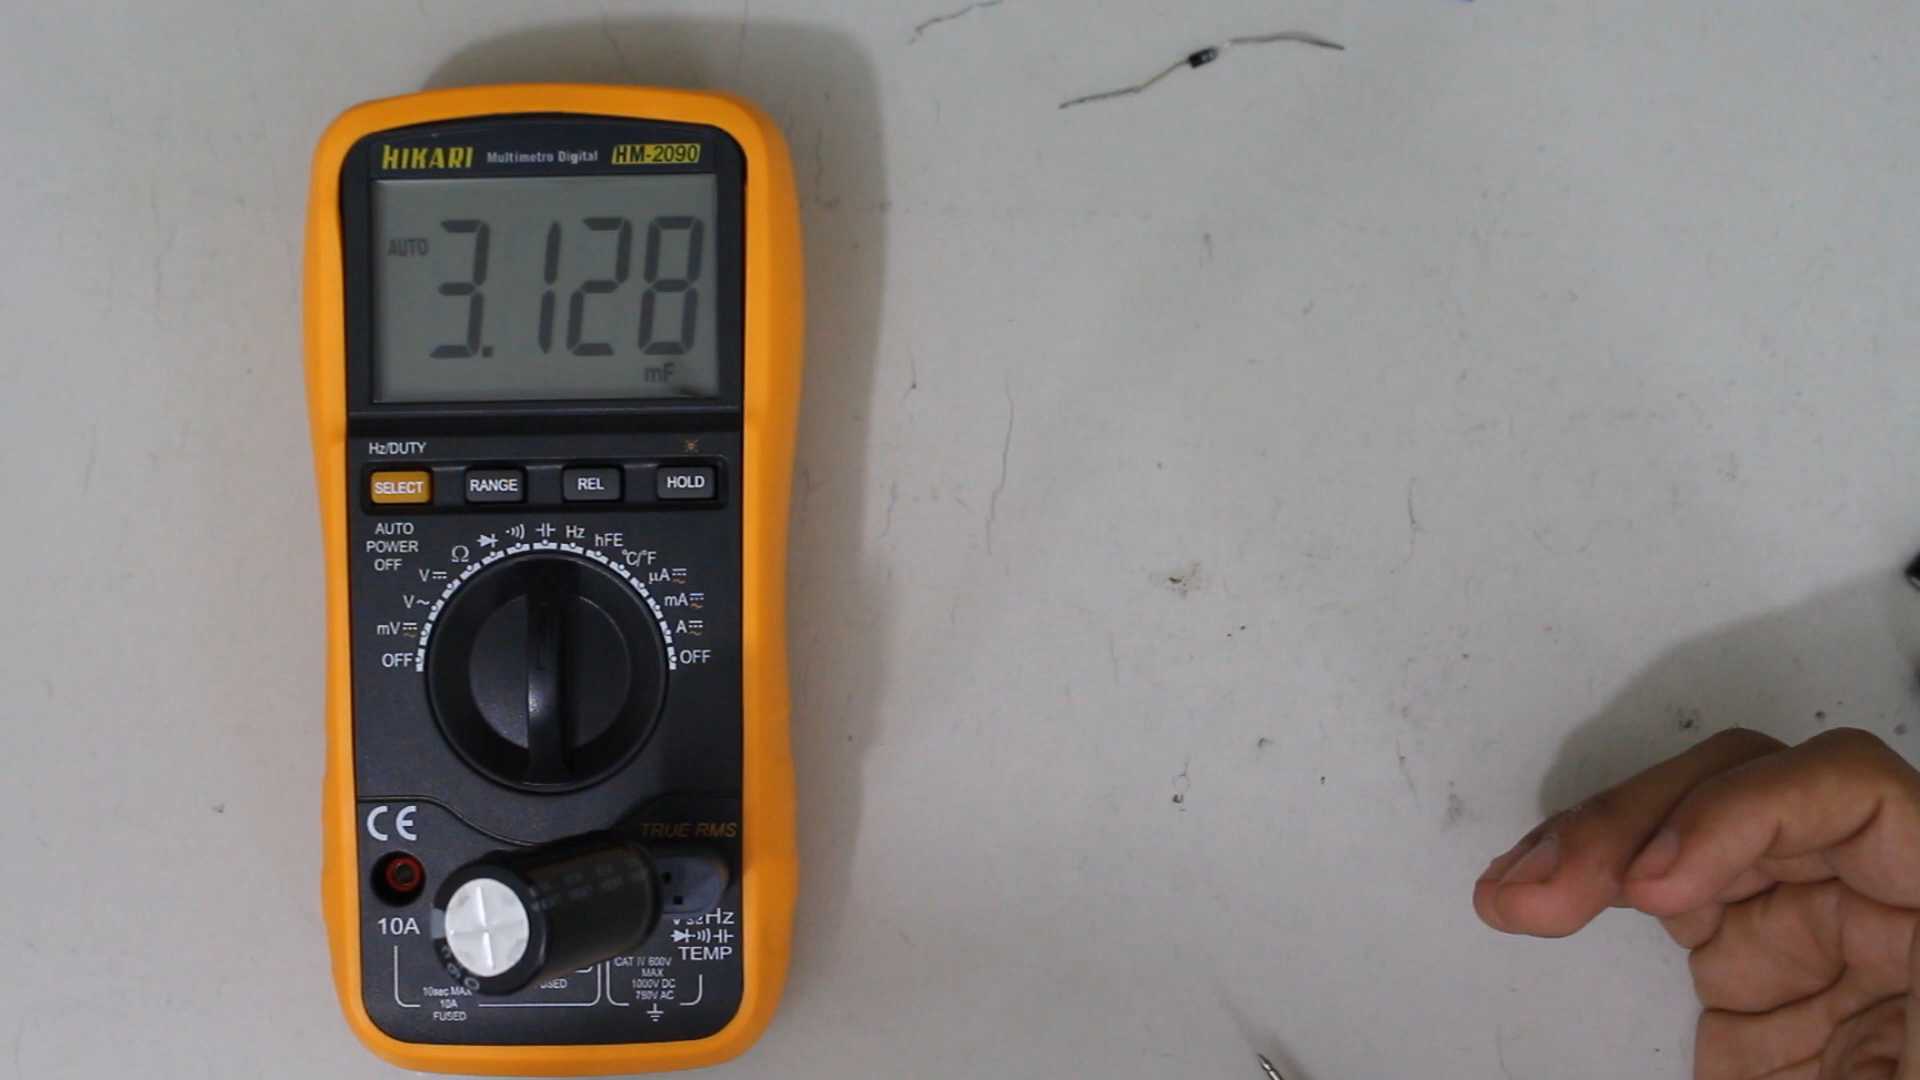 HIKARI Multimetro Digital HM-2090
AUTO 3.128
mF
Hz/DUTY
SELECT RANGE REL HOLD
AUTO
POWER
OFF
Ω
Hz
hFE
°C/°F
V
V~
mV
OFF
µA
mA
A
OFF
CE
TRUE RMS
10A
Hz
TEMP
10sec MAX
10A
FUSED
CAT IV 600V
MAX
1000V DC
750V AC